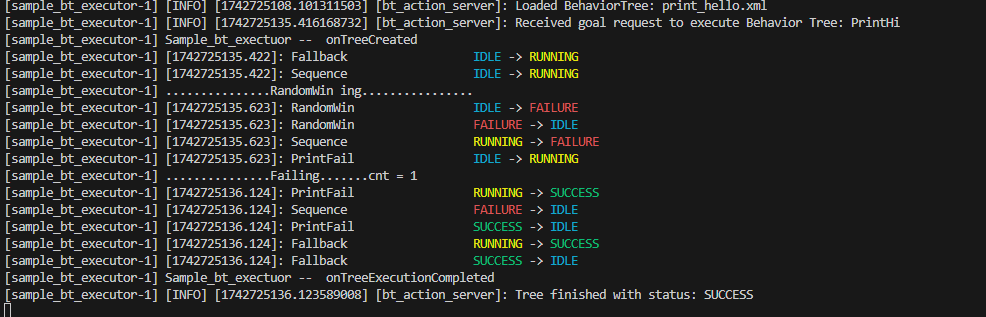 [sample_bt_executor-1] [INFO] [1742725108.101311503] [bt_action_server]: Loaded BehaviorTree: print_hello.xml
[sample_bt_executor-1] [INFO] [1742725135.416168732] [bt_action_server]: Received goal request to execute Behavior Tree: PrintHi
[sample_bt_executor-1] Sample_bt_exectuor --  onTreeCreated
[sample_bt_executor-1] [1742725135.422]: Fallback                  IDLE -> RUNNING
[sample_bt_executor-1] [1742725135.422]: Sequence                  IDLE -> RUNNING
[sample_bt_executor-1] ...............RandomWin ing................
[sample_bt_executor-1] [1742725135.623]: RandomWin                 IDLE -> FAILURE
[sample_bt_executor-1] [1742725135.623]: RandomWin                 FAILURE -> IDLE
[sample_bt_executor-1] [1742725135.623]: Sequence                  RUNNING -> FAILURE
[sample_bt_executor-1] [1742725135.623]: PrintFail                 IDLE -> RUNNING
[sample_bt_executor-1] ...............Failing.......cnt = 1
[sample_bt_executor-1] [1742725136.124]: PrintFail                 RUNNING -> SUCCESS
[sample_bt_executor-1] [1742725136.124]: Sequence                  FAILURE -> IDLE
[sample_bt_executor-1] [1742725136.124]: PrintFail                 SUCCESS -> IDLE
[sample_bt_executor-1] [1742725136.124]: Fallback                  RUNNING -> SUCCESS
[sample_bt_executor-1] [1742725136.124]: Fallback                  SUCCESS -> IDLE
[sample_bt_executor-1] Sample_bt_exectuor --  onTreeExecutionCompleted
[sample_bt_executor-1] [INFO] [1742725136.123589008] [bt_action_server]: Tree finished with status: SUCCESS